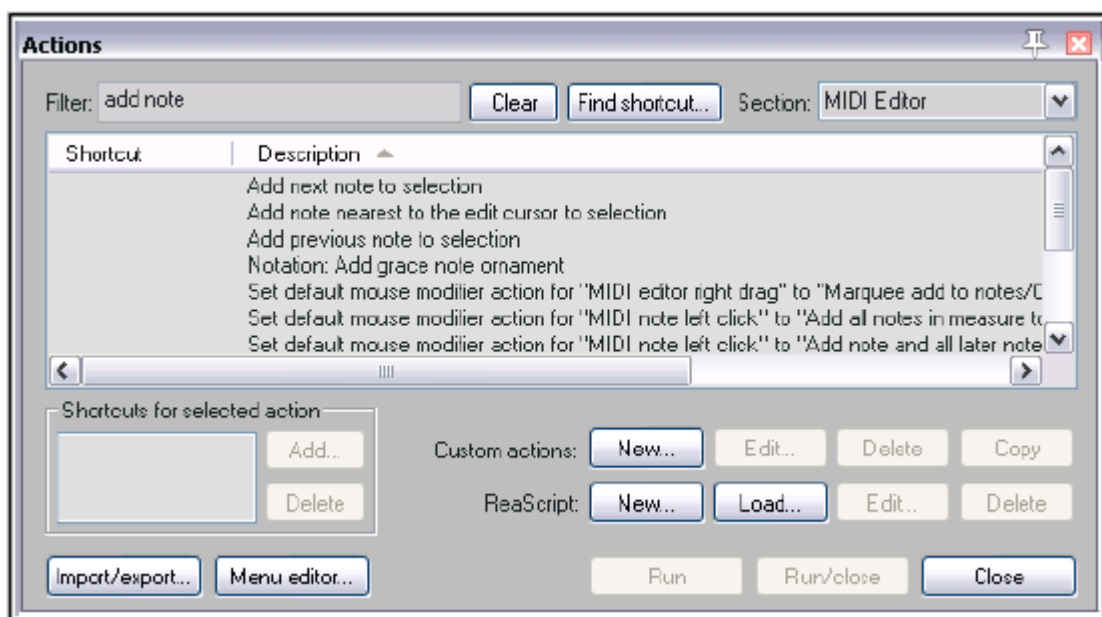 Actions
Filter: add note Clear Find shortcut... Section: MIDI Editor
Shortcut Description
Add next note to selection
Add note nearest to the edit cursor to selection
Add previous note to selection
Notation: Add grace note ornament
Set default mouse modifier action for "MIDI editor right drag" to "Marquee add to notes/C
Set default mouse modifier action for "MIDI note left click" to "Add all notes in measure to
Set default mouse modifier action for "MIDI note left click" to "Add note and all later note
Shortcuts for selected action
Add... Custom actions: New... Edit... Delete Copy
Delete ReaScript: New... Load... Edit... Delete
Import/export... Menu editor... Run Run/close Close